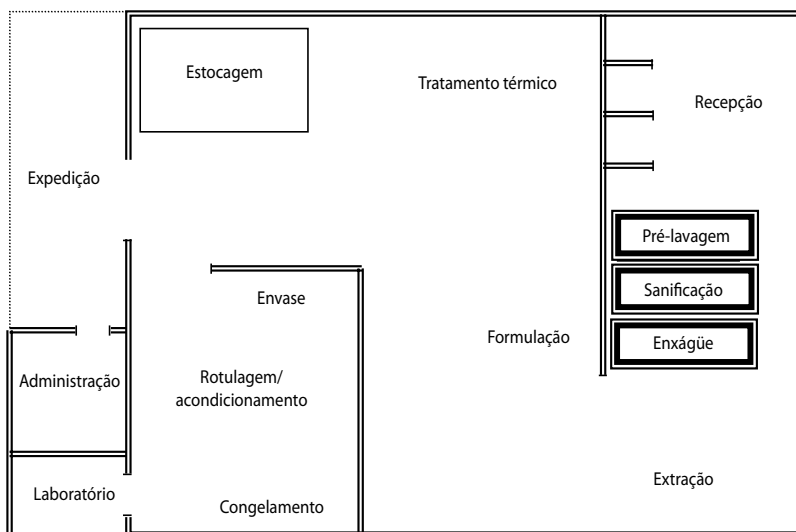 Estocagem
Tratamento térmico
Recepção
Expedição
Pré-lavagem
Sanificação
Envase
Formulação
Enxágüe
Administração
Rotulagem/
acondicionamento
Extração
Laboratório
Congelamento